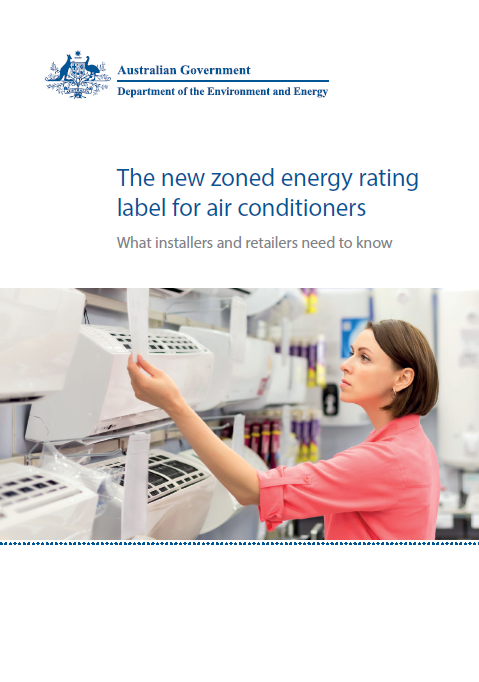 Australian Government
Department of the Environment and Energy
The new zoned energy rating
label for air conditioners
What installers and retailers need to know